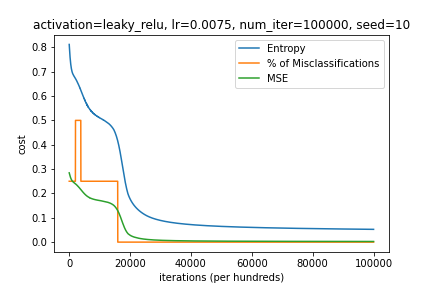 activation=leaky_relu, lr=0.0075, num_iter=100000, seed=10
cost
0.8
0.7
0.6
0.5
0.4
0.3
0.2
0.1
0.0
Entropy
% of Misclassifications
MSE
0 20000 40000 60000 80000 100000
iterations (per hundreds)